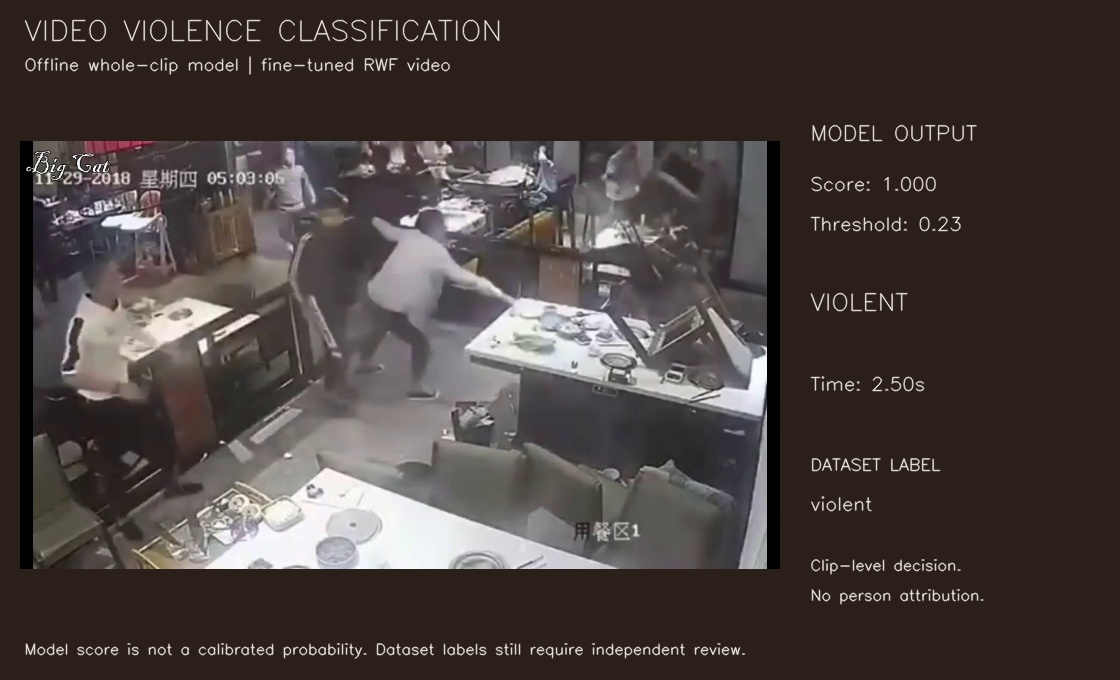 VIDEO VIOLENCE CLASSIFICATION
Offline whole-clip model | fine-tuned RWF video
Big Cat
11-29-2018 星期四 05:03:05
用餐区1
MODEL OUTPUT
Score: 1.000
Threshold: 0.23
VIOLENT
Time: 2.50s
DATASET LABEL
violent
Clip-level decision.
No person attribution.
Model score is not a calibrated probability. Dataset labels still require independent review.